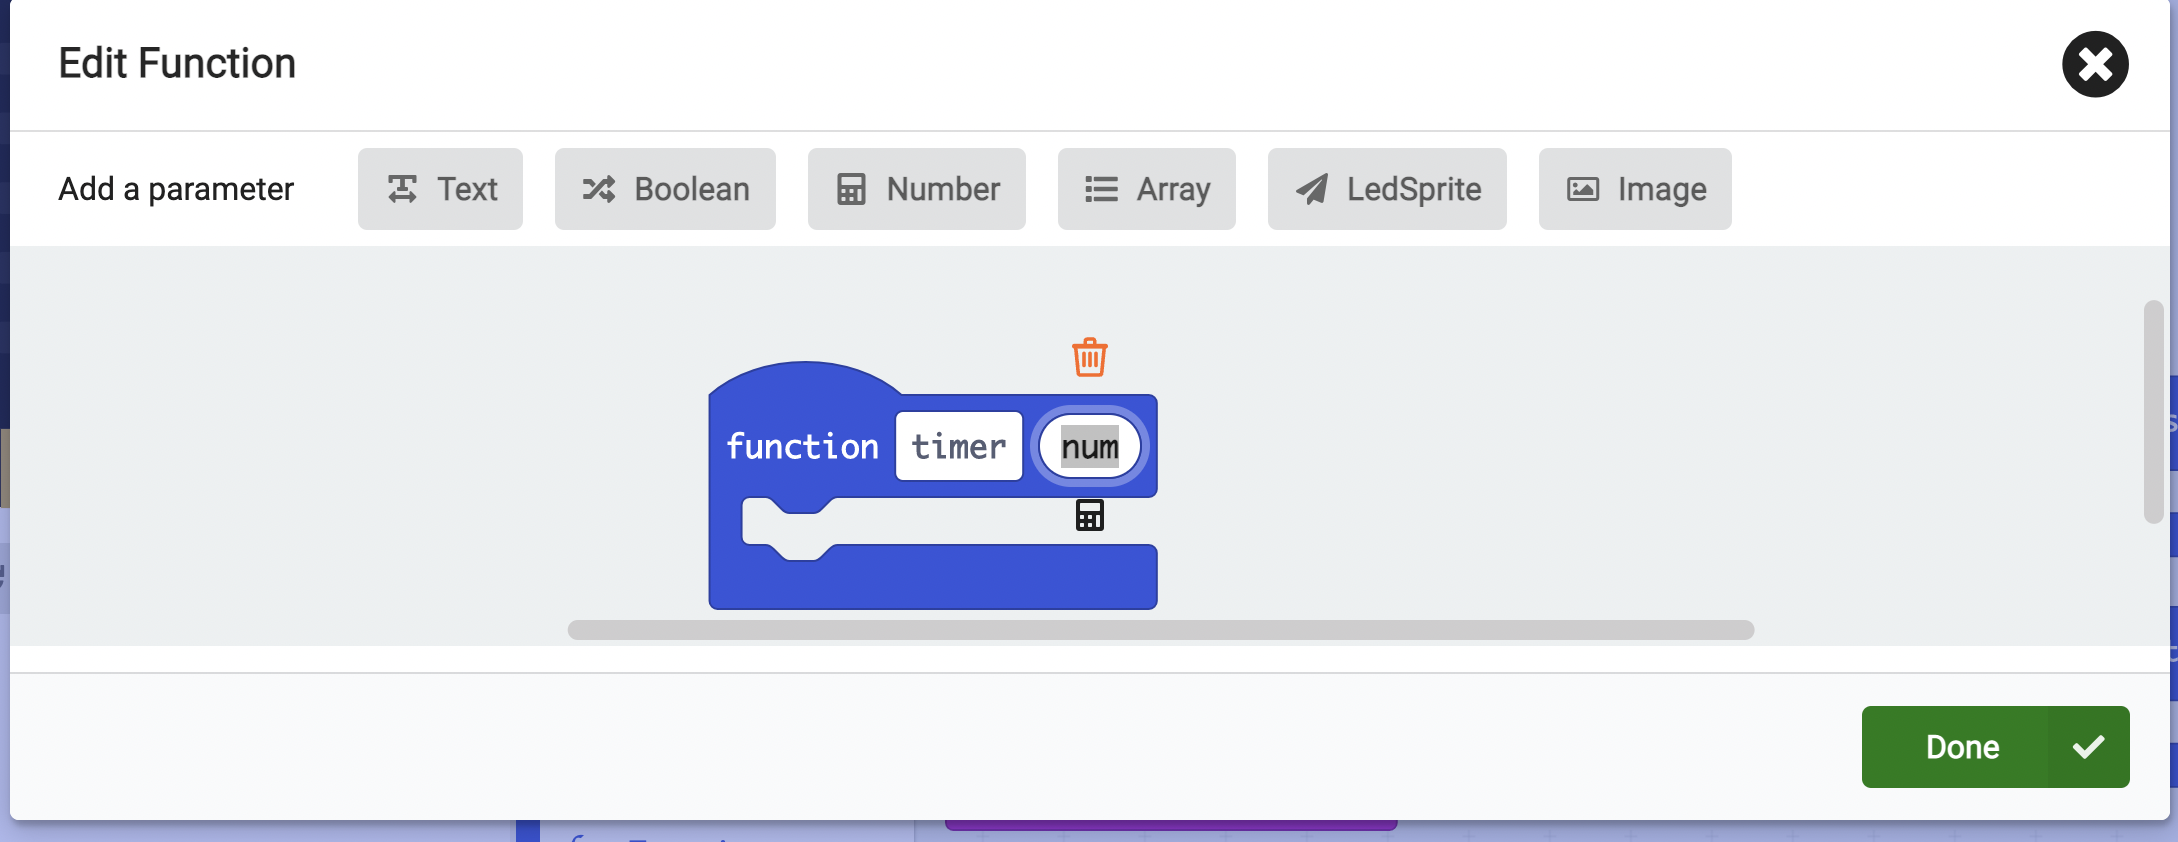 Edit Function
Add a parameter Text Boolean Number Array LedSprite Image
function timer num
Done